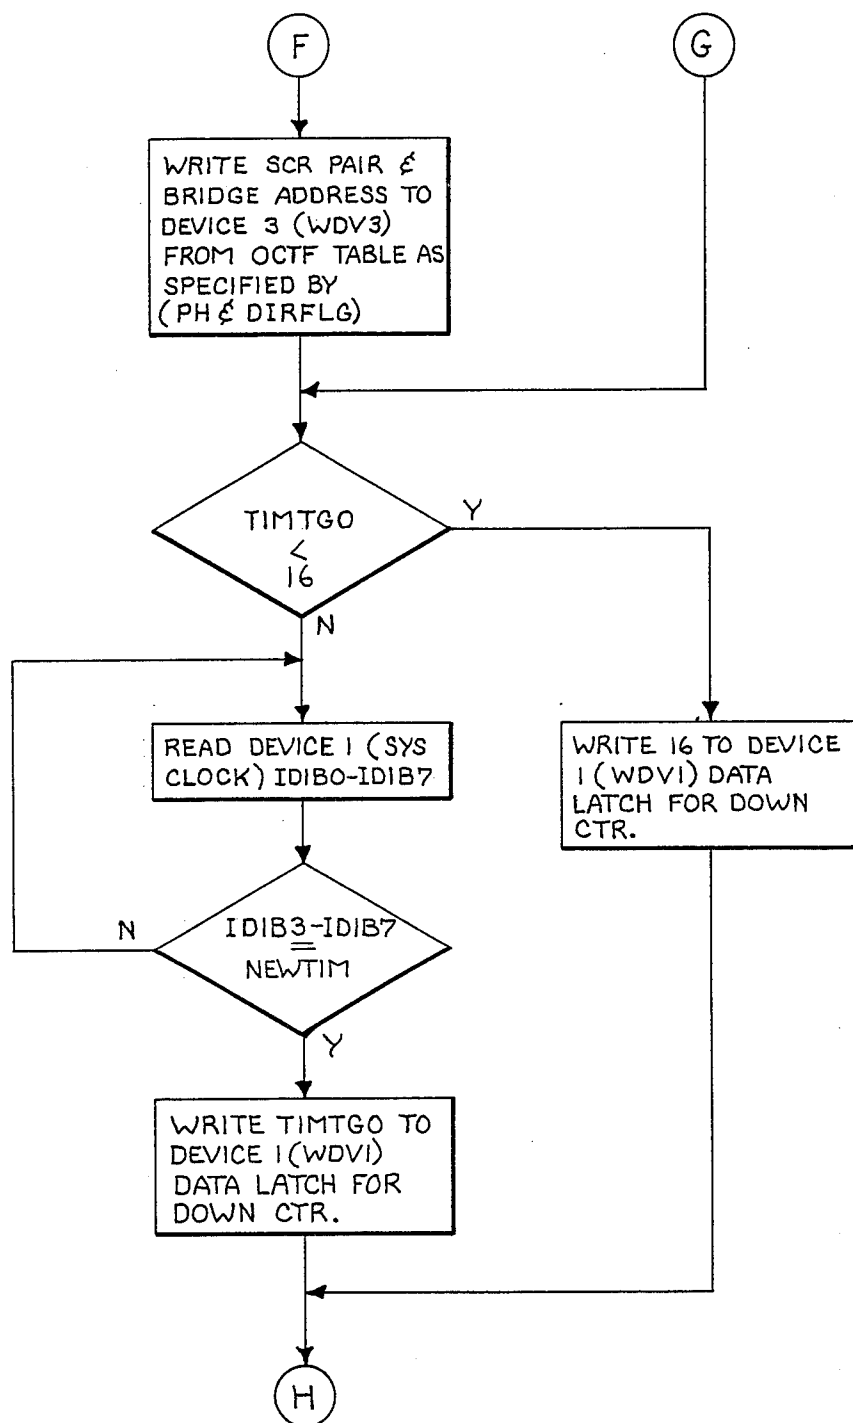 F
G
WRITE SCR PAIR &
BRIDGE ADDRESS TO
DEVICE 3 (WDV3)
FROM OCTF TABLE AS
SPECIFIED BY
(PH & DIRFLG)
TIMTGO
<
16
Y
N
READ DEVICE 1 (SYS
CLOCK) IDIB0-IDIB7
WRITE 16 TO DEVICE
1 (WDV1) DATA
LATCH FOR DOWN
CTR.
N
IDIB3-IDIB7
=
NEWTIM
Y
WRITE TIMTGO TO
DEVICE 1 (WDV1)
DATA LATCH FOR
DOWN CTR.
H